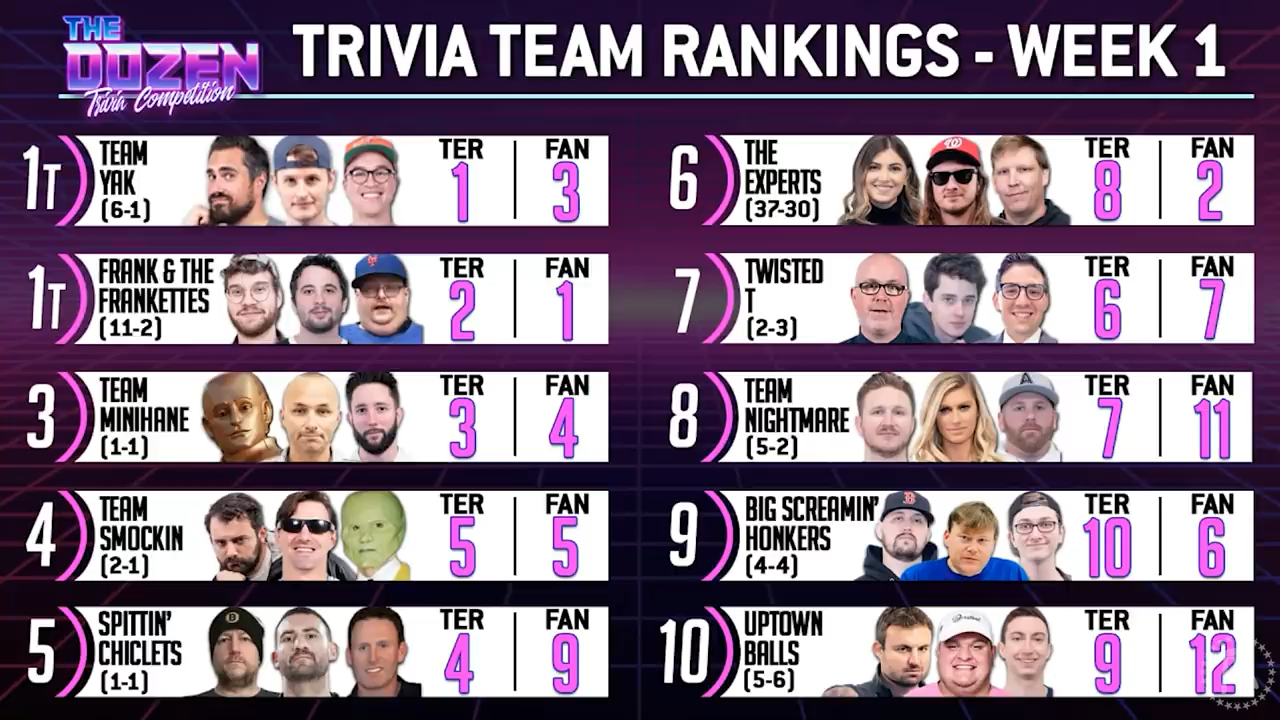 THE
DOZEN
Trivia Competition
TRIVIA TEAM RANKINGS - WEEK 1
1T
TEAM
YAK
(6-1)
TER
1
FAN
3
1T
FRANK & THE
FRANKETTES
(11-2)
TER
2
FAN
1
3
TEAM
MINIHANE
(1-1)
TER
3
FAN
4
4
TEAM
SMOCKIN
(2-1)
TER
5
FAN
5
5
SPITTIN'
CHICLETS
(1-1)
TER
4
FAN
9
6
THE
EXPERTS
(37-30)
TER
8
FAN
2
7
TWISTED
T
(2-3)
TER
6
FAN
7
8
TEAM
NIGHTMARE
(5-2)
TER
7
FAN
11
9
BIG SCREAMIN'
HONKERS
(4-4)
TER
10
FAN
6
10
UPTOWN
BALLS
(5-6)
TER
9
FAN
12